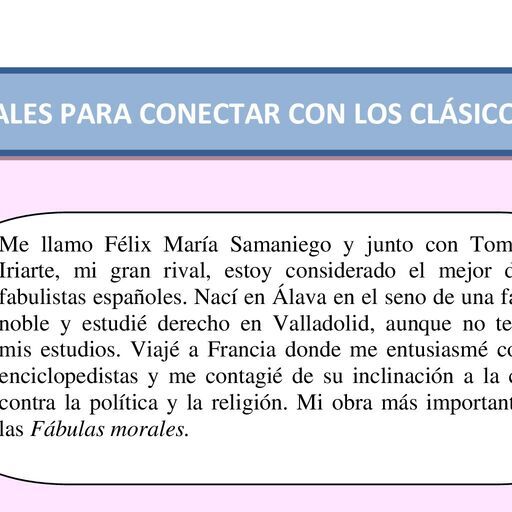 ALES PARA CONECTAR CON LOS CLÁSICO
Me llamo Félix María Samaniego y junto con Tom
Iriarte, mi gran rival, estoy considerado el mejor d
fabulistas españoles. Nací en Álava en el seno de una fa
noble y estudié derecho en Valladolid, aunque no te
mis estudios. Viajé a Francia donde me entusiasmé co
enciclopedistas y me contagié de su inclinación a la c
contra la política y la religión. Mi obra más important
las Fábulas morales.